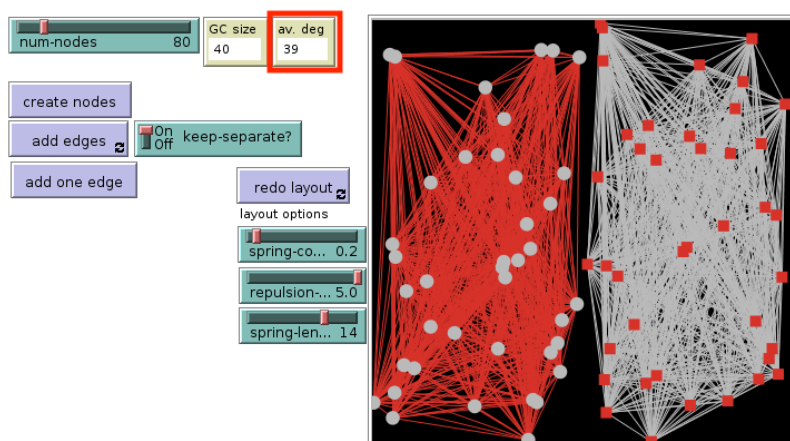 num-nodes 80
GC size
40
av. deg
39
create nodes
add edges
On
Off
keep-separate?
add one edge
redo layout
layout options
spring-co... 0.2
repulsion-... 5.0
spring-len... 14